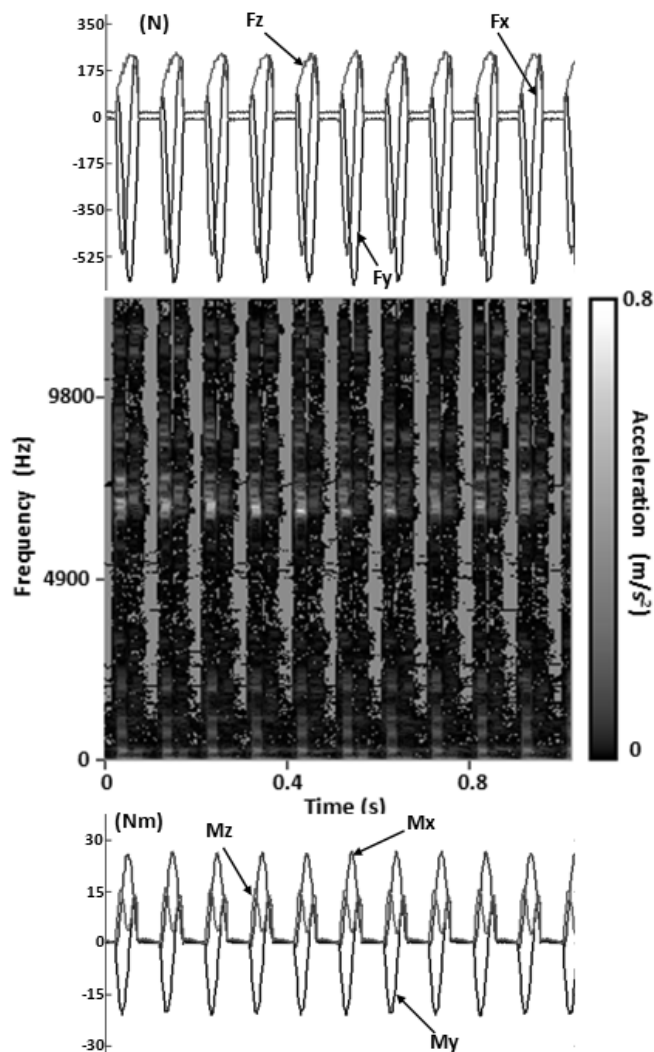 350
(N)
Fz
Fx
175
0
-175
-350
-525
Fy
0.8
9800
Frequency (Hz)
4900
0
Acceleration (m/s²)
0
0
0.4
0.8
Time (s)
(Nm)
Mz
Mx
30
15
0
-15
My
-30